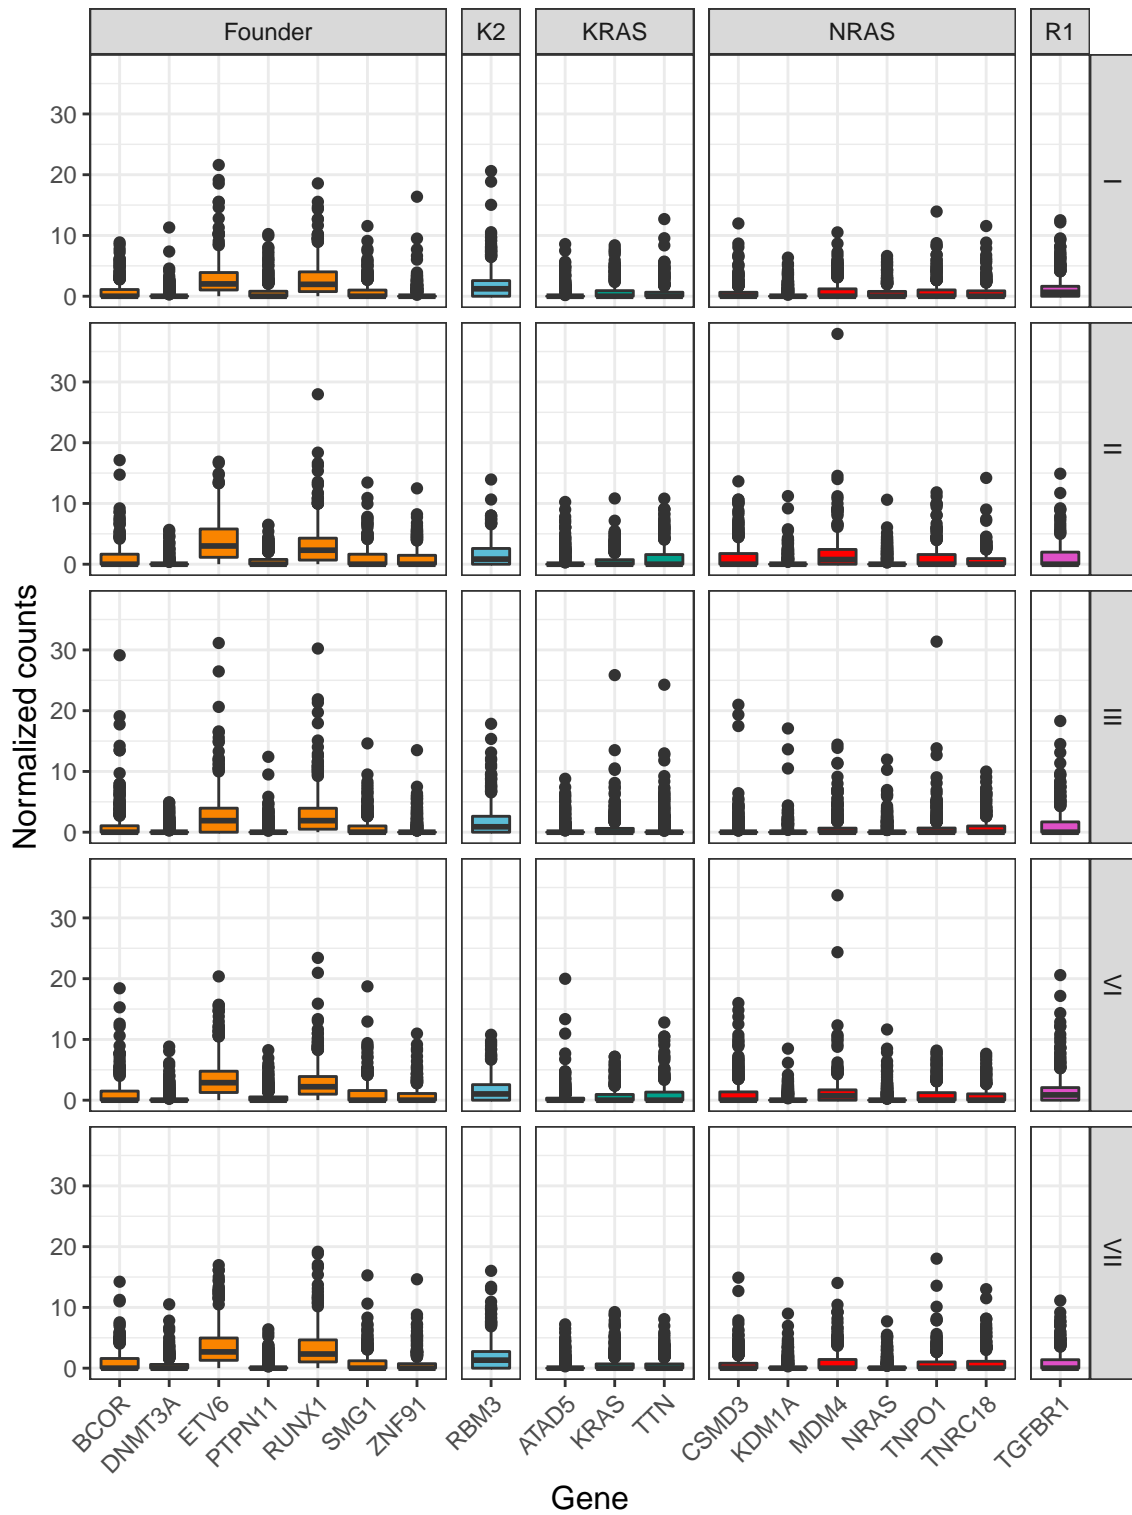 Founder K2 KRAS NRAS R1
30
20
10
0
I
30
20
10
0
II
30
20
10
0
III
30
20
10
0
VI
30
20
10
0
VII
Normalized counts
BCOR DNMT3A ETV6 PTPN11 RUNX1 SMG1 ZNF91 RBM3 ATAD5 KRAS TTN CSMD3 KDM1A MDM4 NRAS TNPO1 TNRC18 TGFBR1
Gene